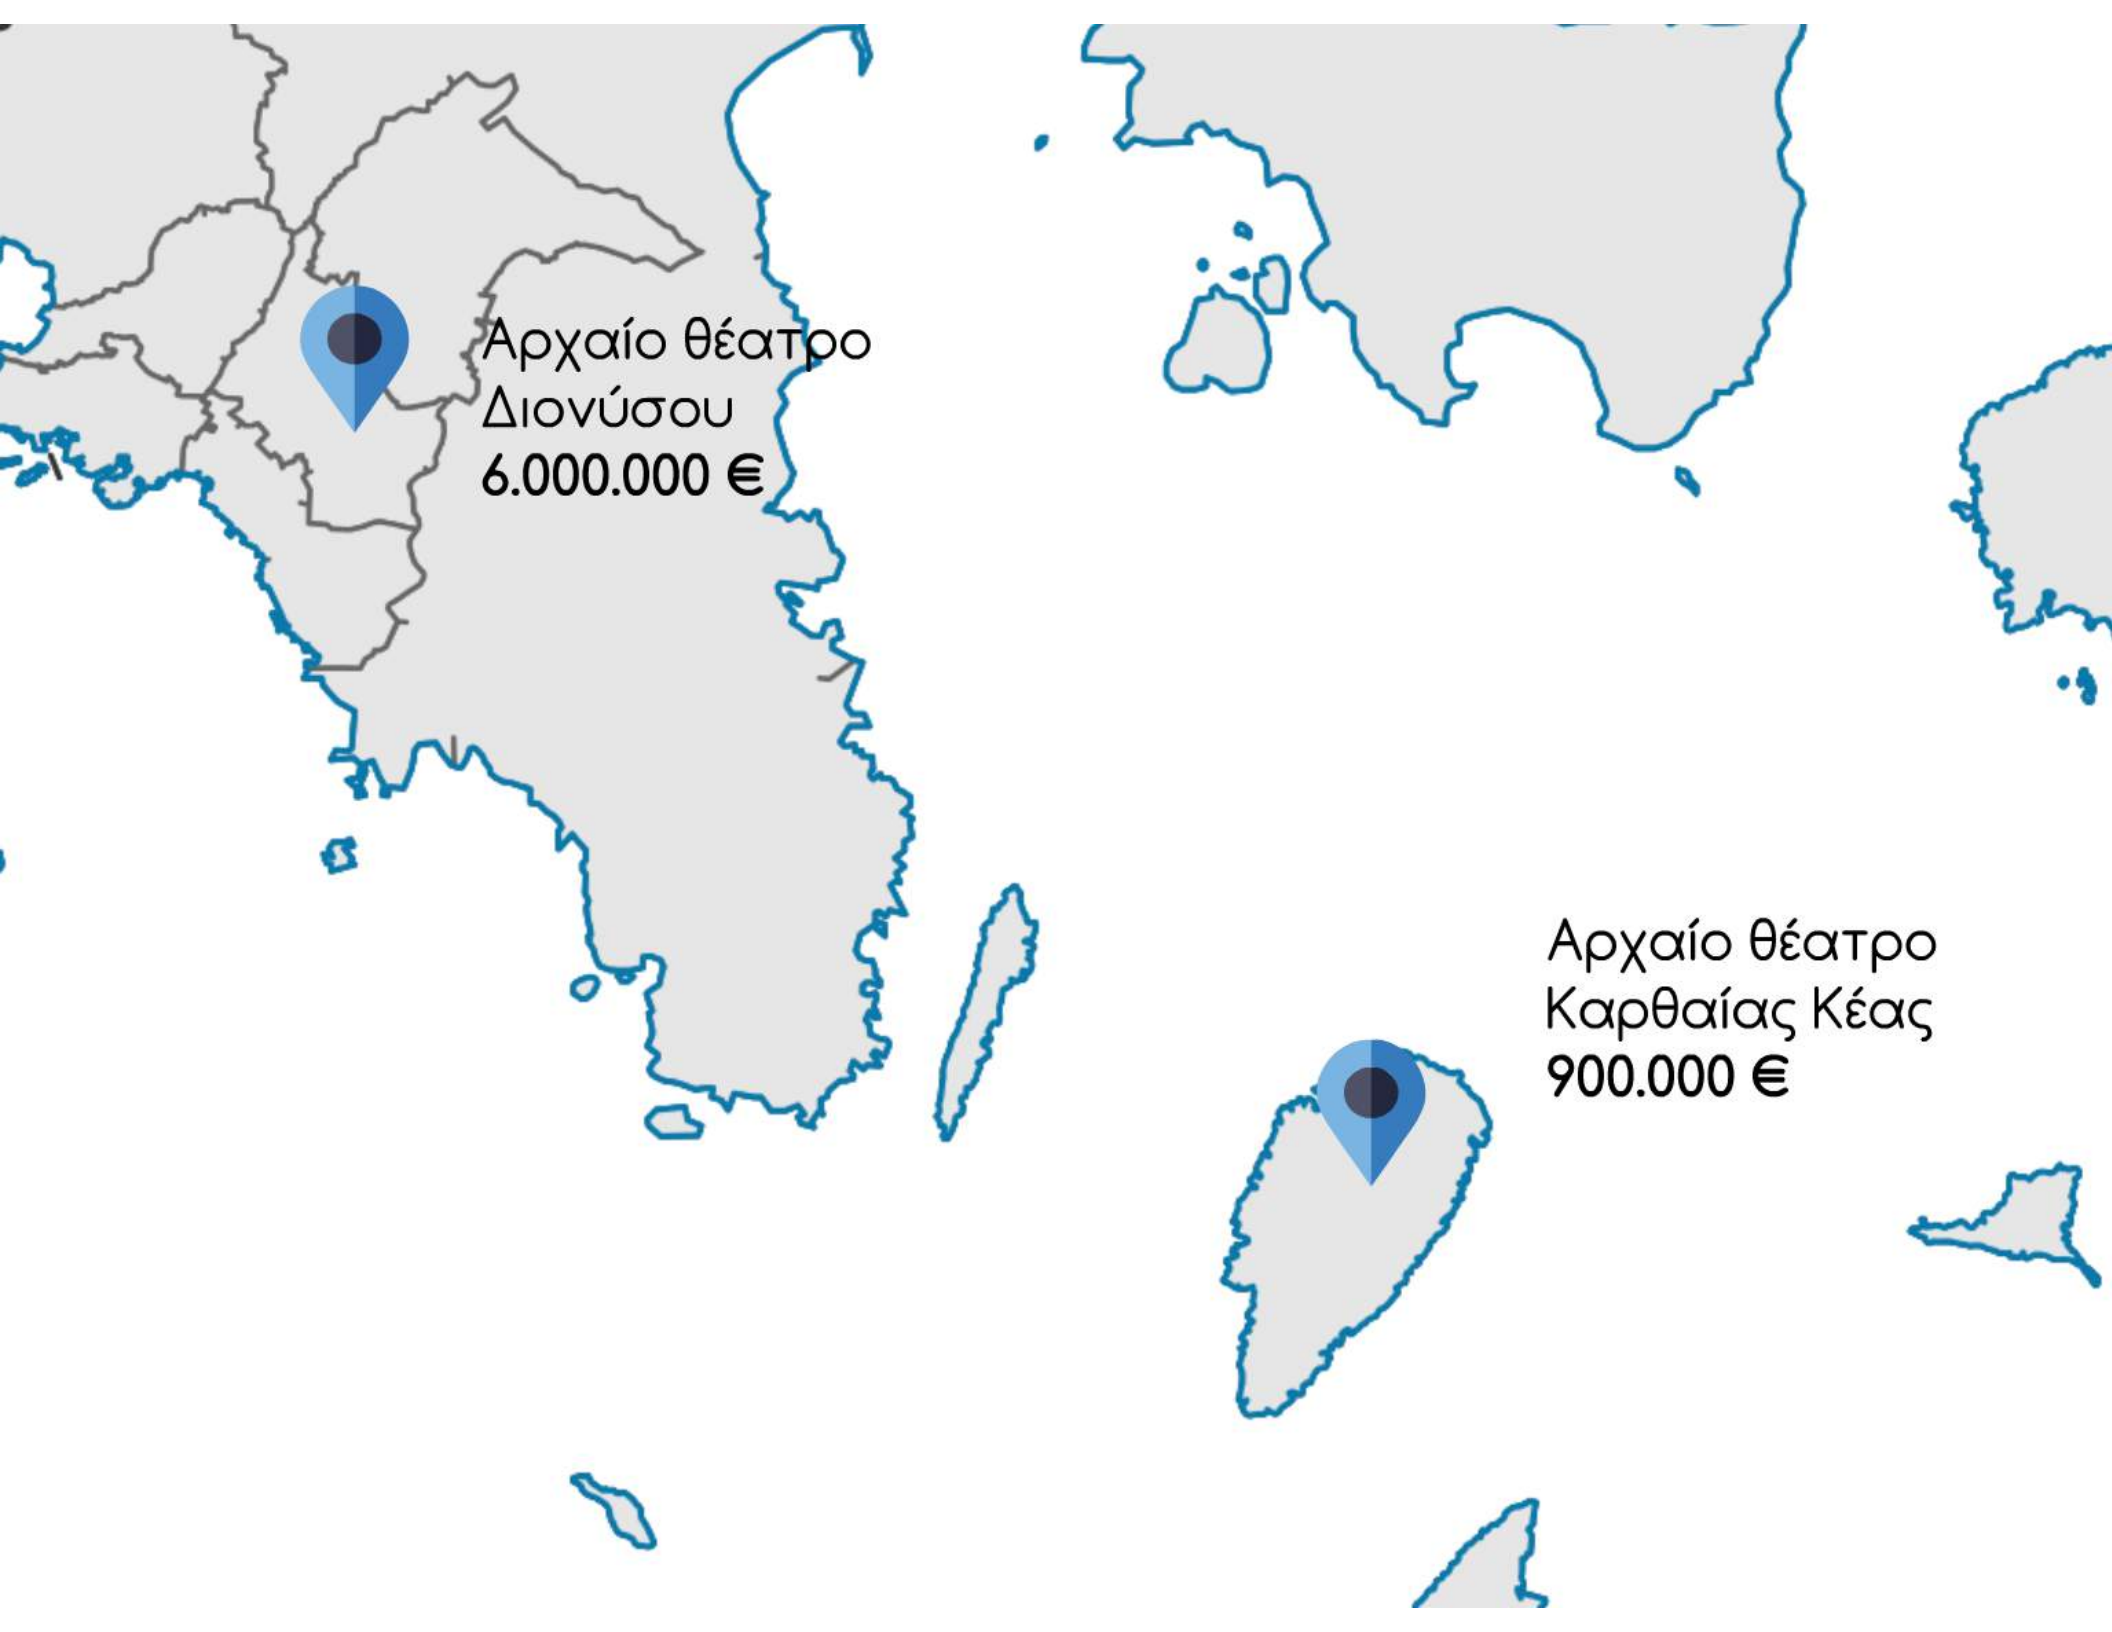 Αρχαίο θέατρο
Διονύσου
6.000.000 €
Αρχαίο θέατρο
Καρθαίας Κέας
900.000 €